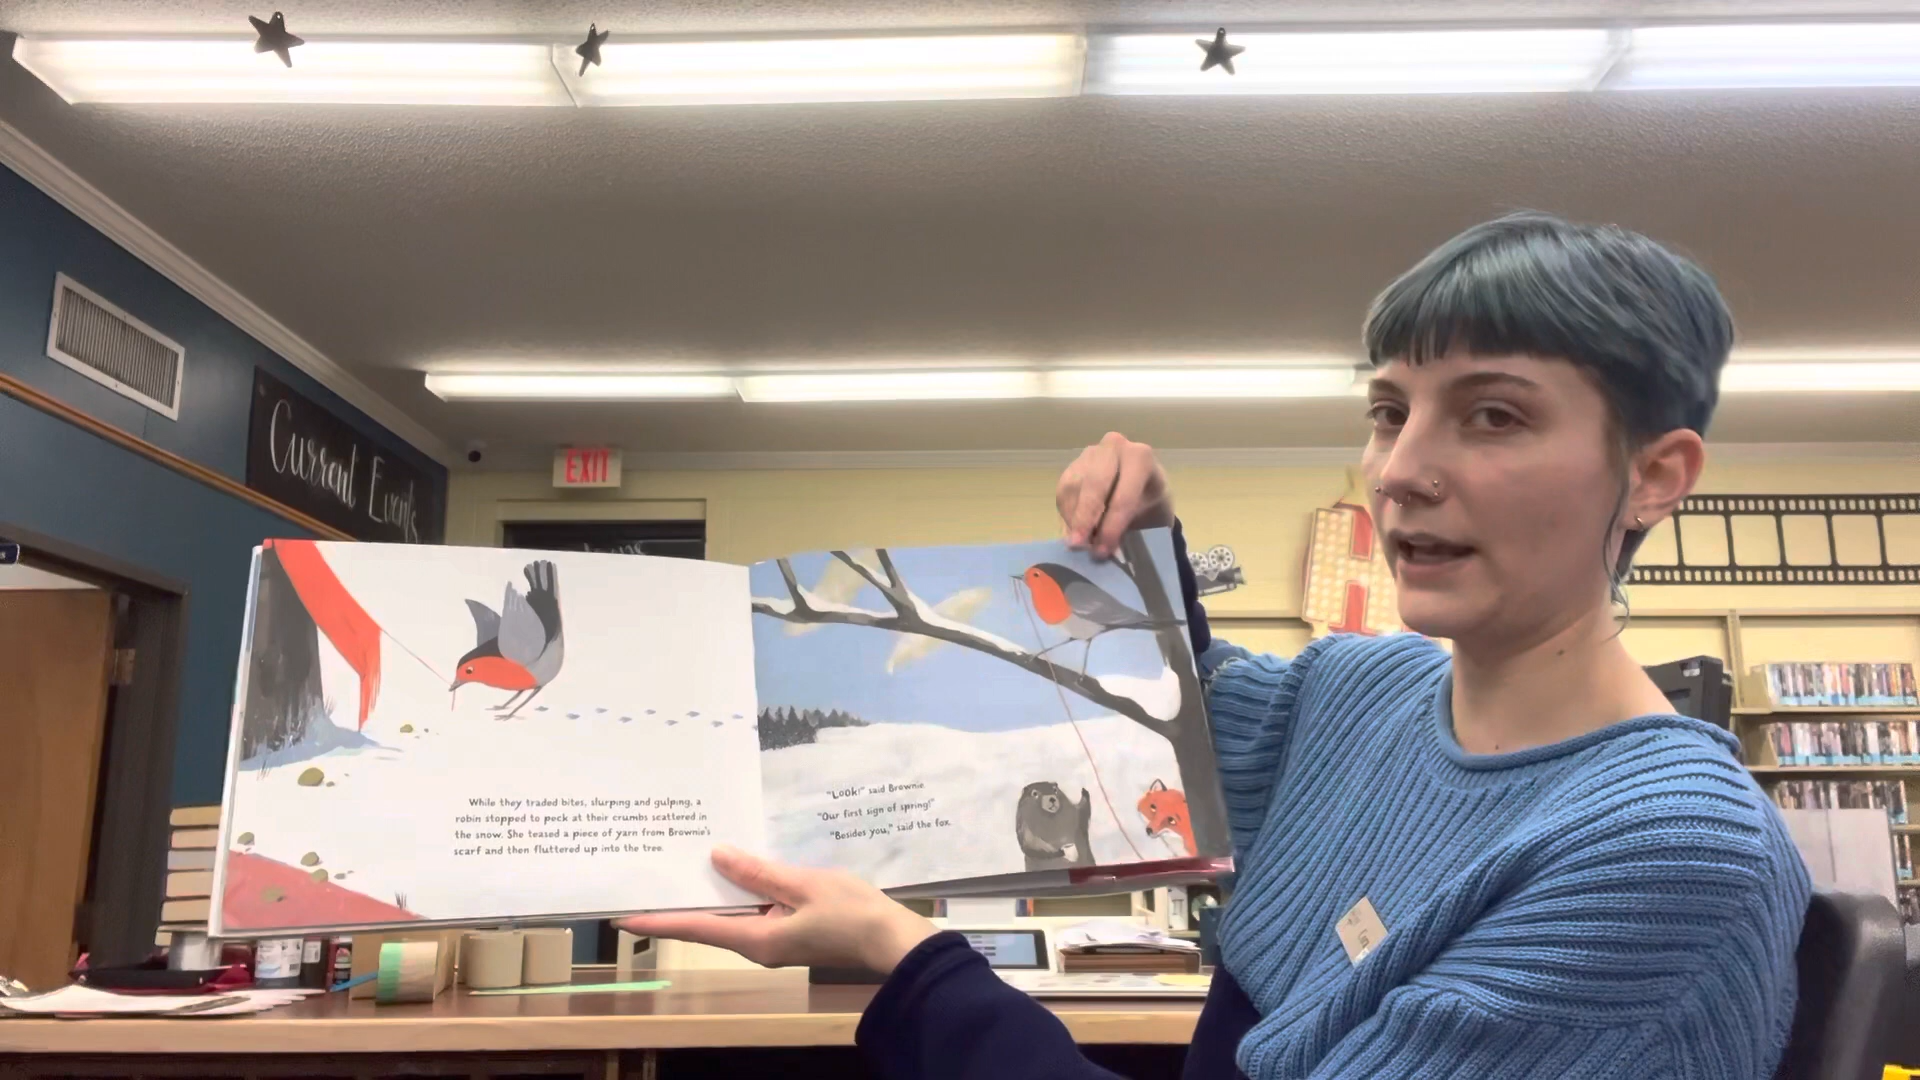 Current Events
EXIT
While they traded bites, slurping and gulping, a
robin stopped to peck at their crumbs scattered in
the snow. She teased a piece of yarn from Brownie's
scarf and then fluttered up into the tree.
"Look!" said Brownie.
"Our first sign of spring!"
"Besides you," said the fox.
H